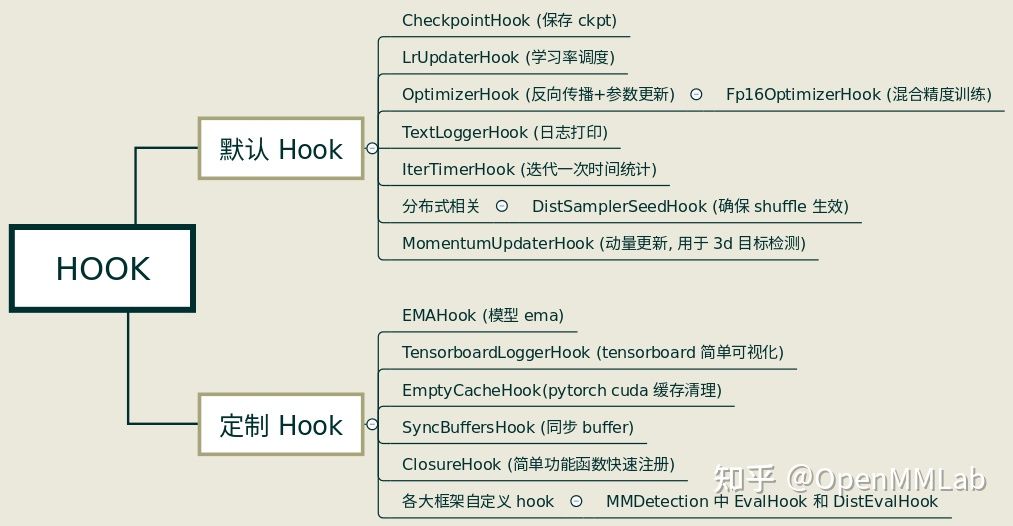 HOOK
默认 Hook
CheckpointHook (保存 ckpt)
LrUpdaterHook (学习率调度)
OptimizerHook (反向传播+参数更新) Fp16OptimizerHook (混合精度训练)
TextLoggerHook (日志打印)
IterTimerHook (迭代一次时间统计)
分布式相关 DistSamplerSeedHook (确保 shuffle 生效)
MomentumUpdaterHook (动量更新, 用于 3d 目标检测)
定制 Hook
EMAHook (模型 ema)
TensorboardLoggerHook (tensorboard 简单可视化)
EmptyCacheHook(pytorch cuda 缓存清理)
SyncBuffersHook (同步 buffer)
ClosureHook (简单功能函数快速注册)
各大框架自定义 hook MMDetection 中 EvalHook 和 DistEvalHook
知乎 @OpenMMLab